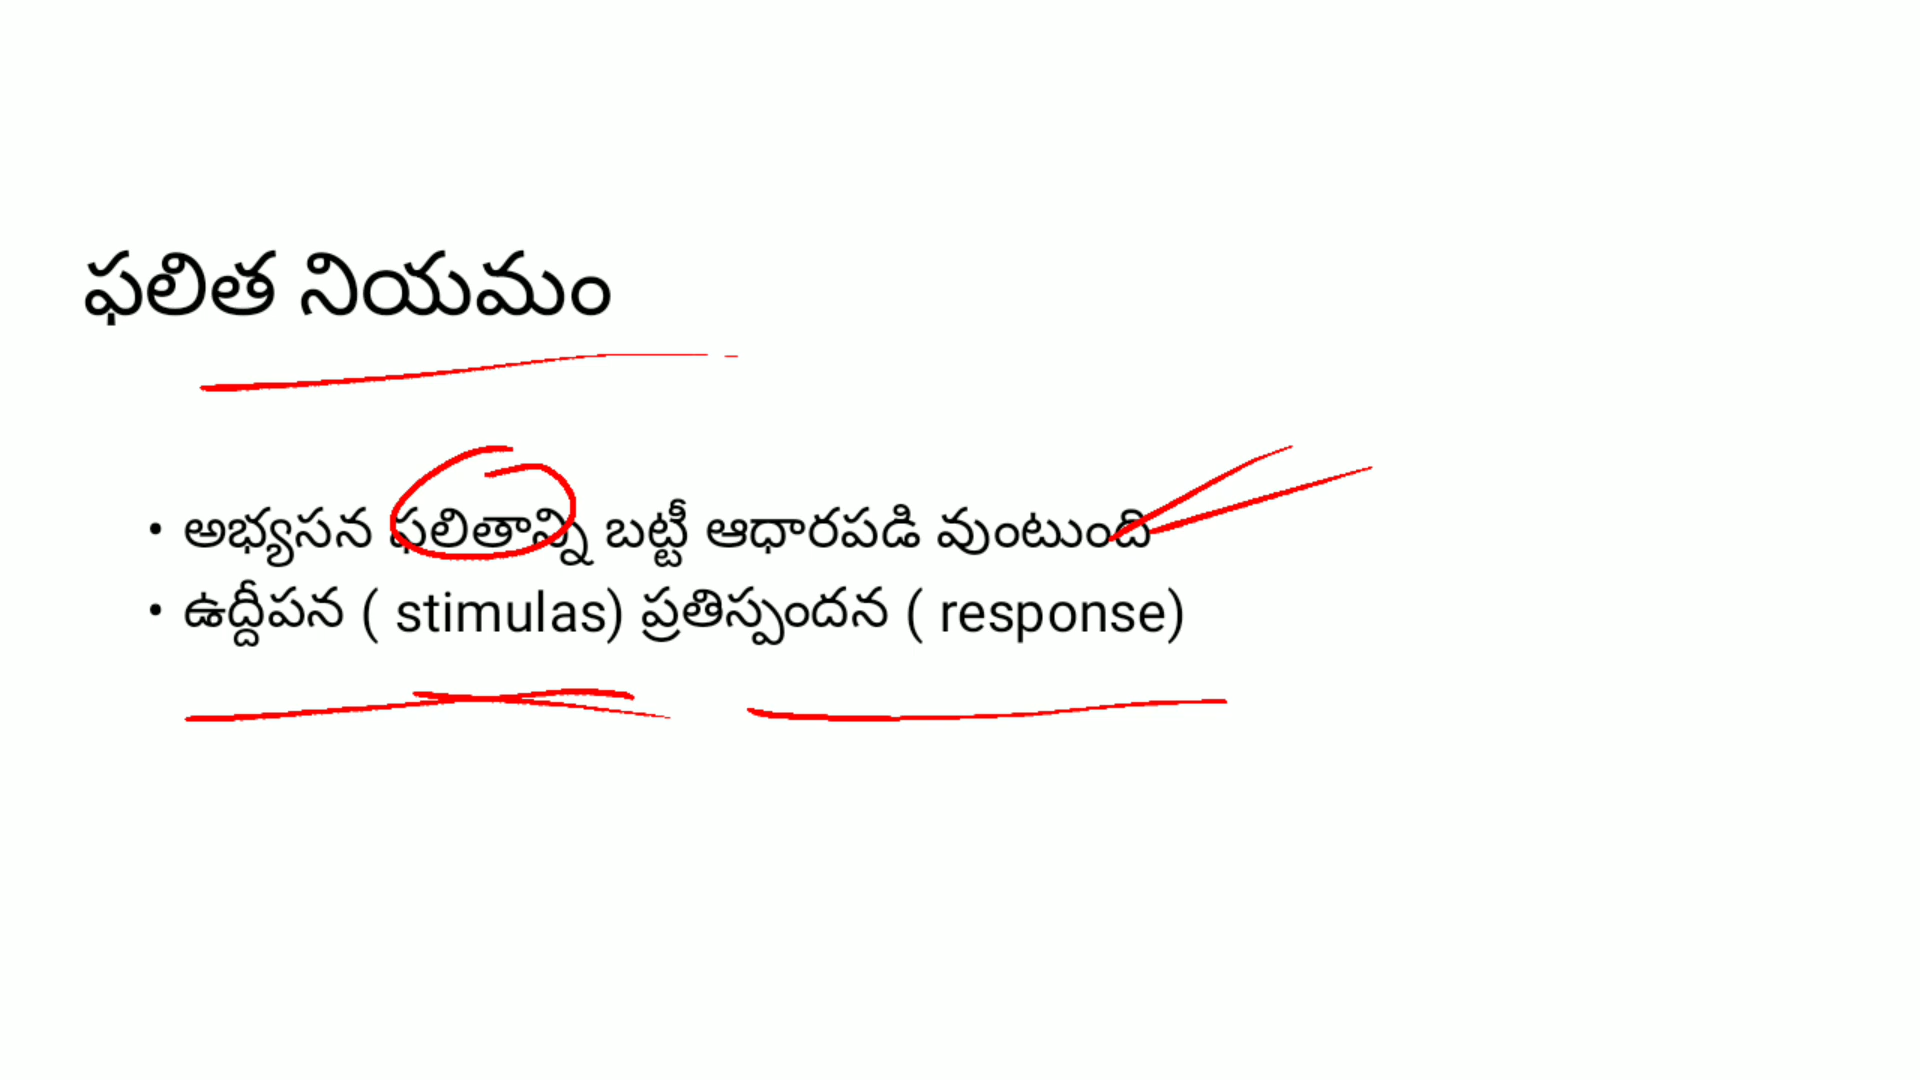 ఫలిత నియమం
• అభ్యసన ఫలితాన్ని బట్టీ ఆధారపడి వుంటుంది
• ఉద్దీపన ( stimulas) ప్రతిస్పందన ( response)